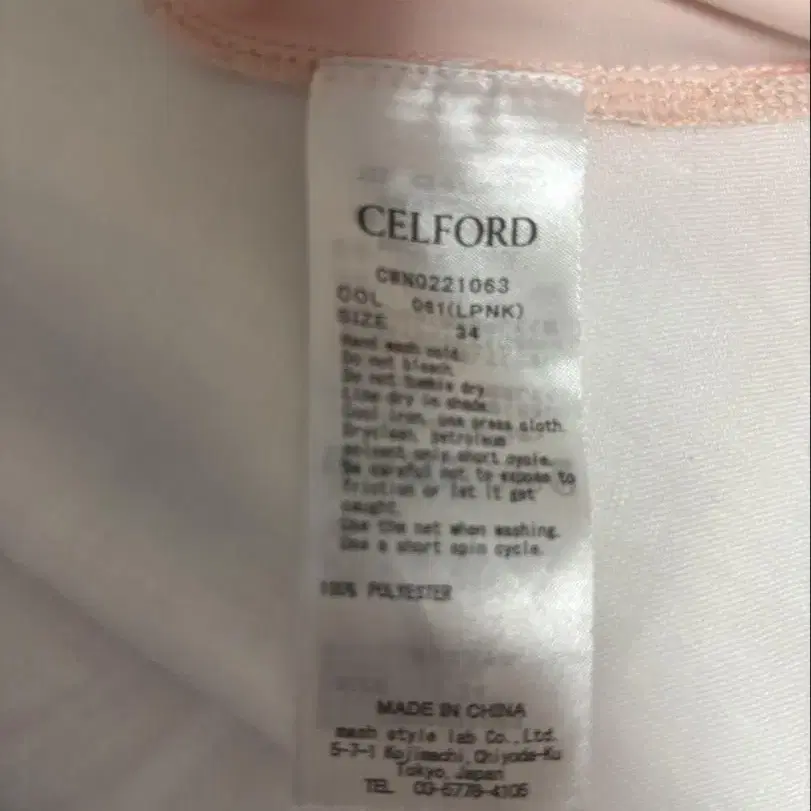 CELFORD
CWNO221063
COL 061(LPNK)
SIZE 34
Hand wash cold.
Do not bleach.
Do not tumble dry.
Line dry in shade.
Cool iron, use press cloth.
Dryclean, petroleum
solvent only,short cycle.
Be careful not to expose to
friction or let it get
caught.
Use the net when washing.
Use a short spin cycle.
100% POLYESTER
MADE IN CHINA
mash style lab Co.,Ltd.
5-7-1 Kojimachi,Chiyoda-Ku
Tokyo,Japan
TEL 03-5778-4105